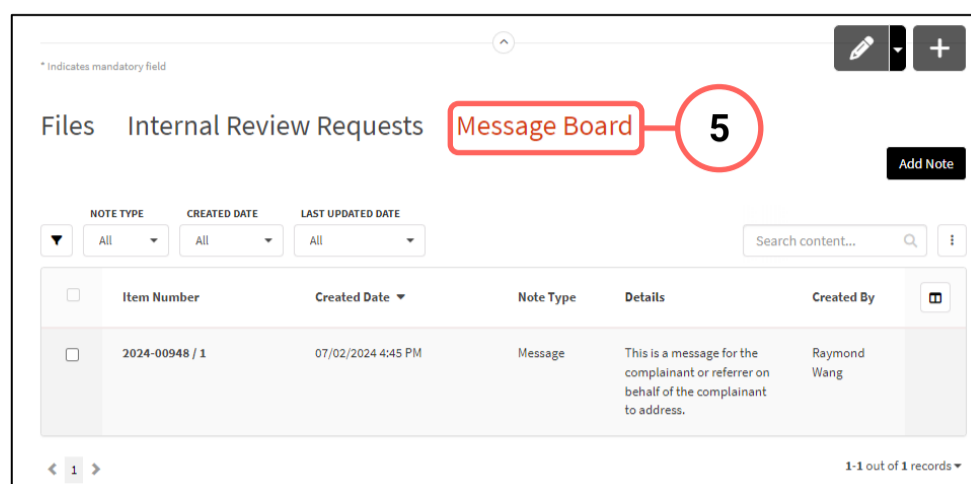 * Indicates mandatory field
Files Internal Review Requests Message Board 5
Add Note
NOTE TYPE CREATED DATE LAST UPDATED DATE
All All All Search content...
Item Number Created Date Note Type Details Created By
2024-00948 / 1 07/02/2024 4:45 PM Message This is a message for the Raymond
complainant or referrer on Wang
behalf of the complainant
to address.
1 1-1 out of 1 records